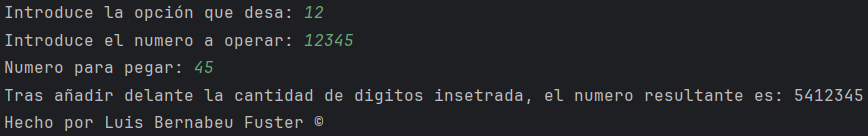 Introduce la opción que desa: 12
Introduce el numero a operar: 12345
Numero para pegar: 45
Tras añadir delante la cantidad de digitos insetrada, el numero resultante es: 5412345
Hecho por Luis Bernabeu Fuster ©